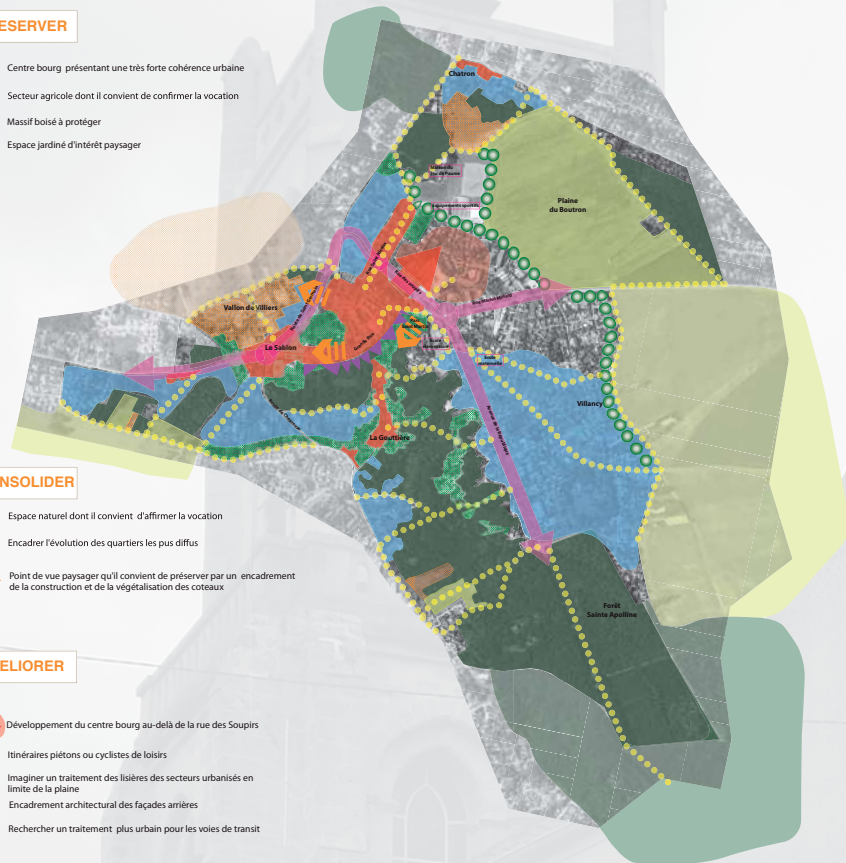 ESERVER
Centre bourg présentant une très forte cohérence urbaine
Secteur agricole dont il convient de confirmer la vocation
Massif boisé à protéger
Espace jardiné d'intérêt paysager
NSOLIDER
Espace naturel dont il convient d'affirmer la vocation
Encadrer l'évolution des quartiers les pus diffus
Point de vue paysager qu'il convient de préserver par un encadrement
de la construction et de la végétalisation des coteaux
ELIORER
Développement du centre bourg au-delà de la rue des Soupirs
Itinéraires piétons ou cyclistes de loisirs
Imaginer un traitement des lisières des secteurs urbanisés en
limite de la plaine
Encadrement architectural des façades arrières
Rechercher un traitement plus urbain pour les voies de transit
Chatron
Plaine
du Boutron
Vallon de Villiers
Le Sablon
Grande Rue
La Gouttière
Villancy
Forêt
Sainte Apolline